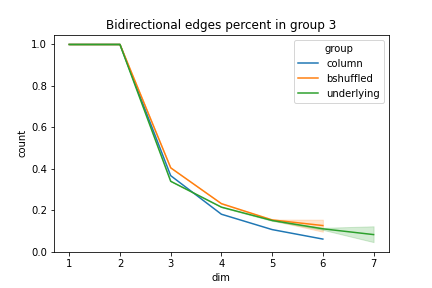 Bidirectional edges percent in group 3
group
column
bshuffled
underlying
count
1.0
0.8
0.6
0.4
0.2
0.0
1 2 3 4 5 6 7
dim